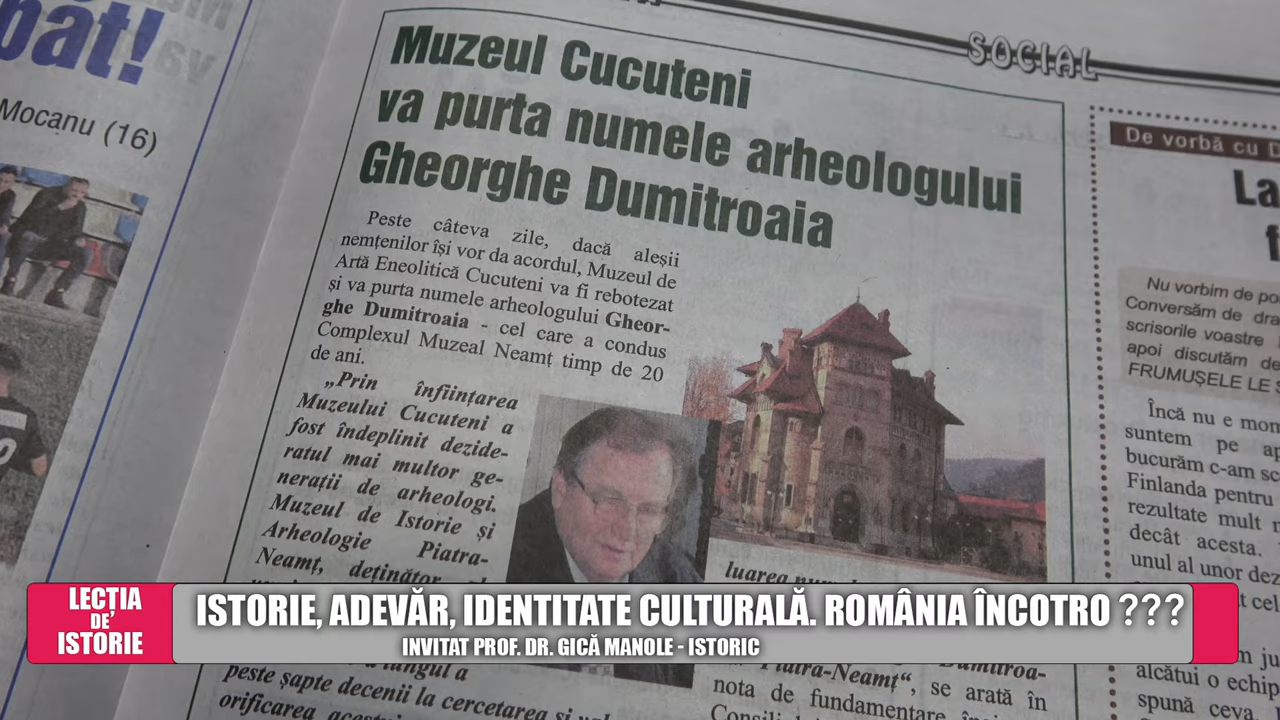 băt!
Mocanu (16)
SOCIAL
Muzeul Cucuteni
va purta numele arheologului
Gheorghe Dumitroaia
Peste câteva zile, dacă aleșii
nemțenilor își vor da acordul, Muzeul de
Artă Eneolitică Cucuteni va fi rebotezat
și va purta numele arheologului Gheor-
ghe Dumitroaia - cel care a condus
Complexul Muzeal Neamț timp de 20
de ani.
„Prin înființarea
Muzeului Cucuteni a
fost îndeplinit dezide-
ratul mai multor ge-
nerații de arheologi.
Muzeul de Istorie și
Arheologie Piatra-
Neamț, deținător
peste șapte decenii la cercetarea și
luarea
Piatra-Neamț“, se arată în
nota de fundamentare
De vorbă cu D
La
f
Nu vorbim de po
Conversăm de dra
scrisorile voastre
apoi discutăm de
FRUMUȘELE LE
Încă nu e mom
suntem pe ap
bucurăm c-am sc
Finlanda pentru
rezultate mult
decât acesta.
unul al unor dez
cel
alcătui o echip
spună ceva.
LECȚIA
DE
ISTORIE
ISTORIE, ADEVĂR, IDENTITATE CULTURALĂ. ROMÂNIA ÎNCOTRO ???
INVITAT PROF. DR. GICĂ MANOLE - ISTORIC